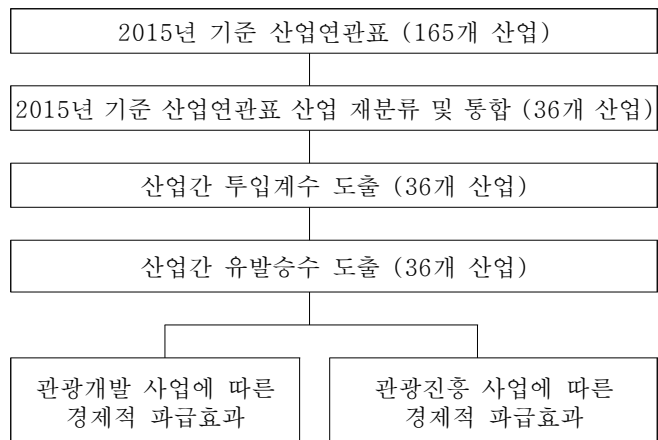 2015년 기준 산업연관표 (165개 산업)
2015년 기준 산업연관표 산업 재분류 및 통합 (36개 산업)
산업간 투입계수 도출 (36개 산업)
산업간 유발승수 도출 (36개 산업)
관광개발 사업에 따른
경제적 파급효과
관광진흥 사업에 따른
경제적 파급효과